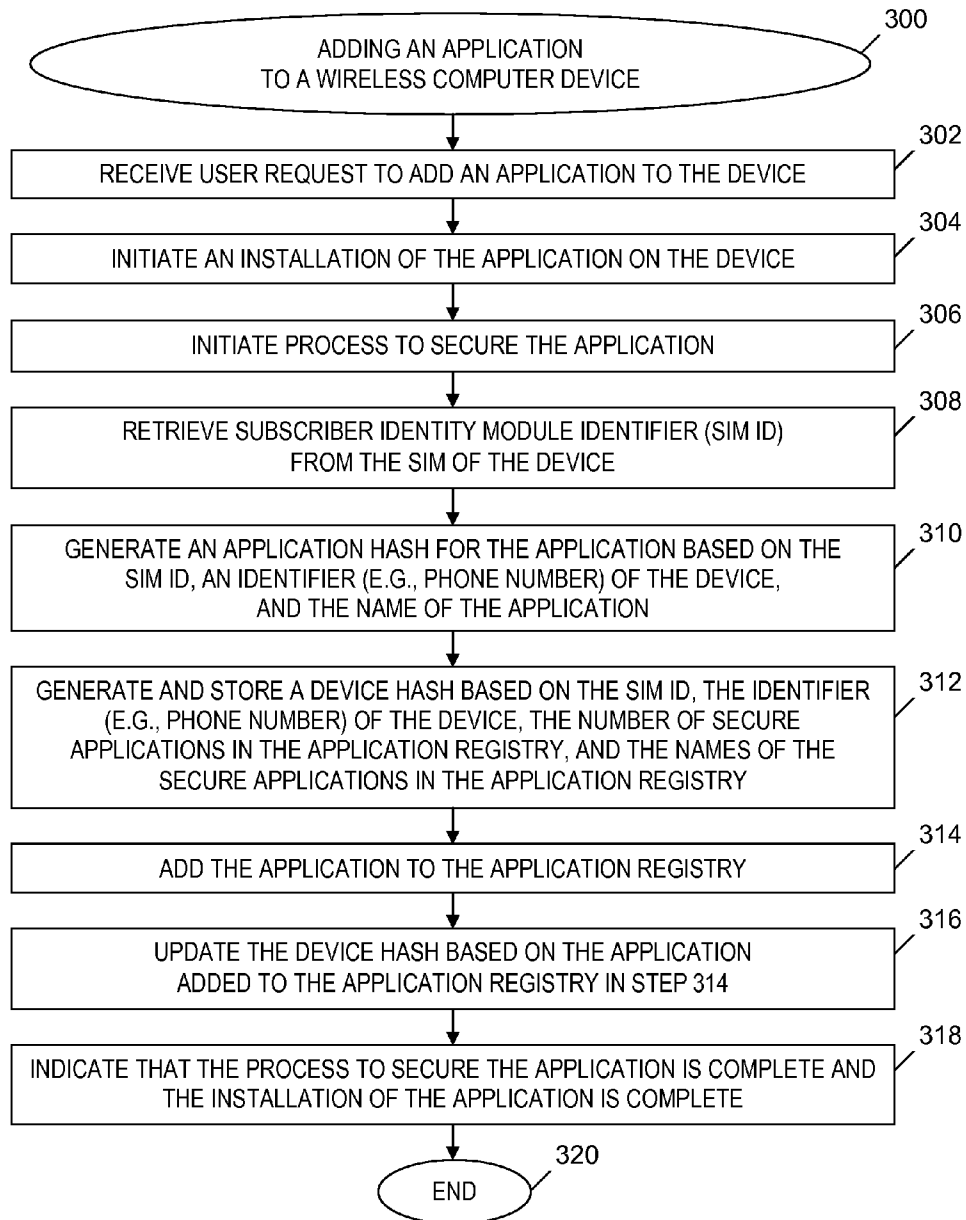 300
ADDING AN APPLICATION
TO A WIRELESS COMPUTER DEVICE
302
RECEIVE USER REQUEST TO ADD AN APPLICATION TO THE DEVICE
304
INITIATE AN INSTALLATION OF THE APPLICATION ON THE DEVICE
306
INITIATE PROCESS TO SECURE THE APPLICATION
308
RETRIEVE SUBSCRIBER IDENTITY MODULE IDENTIFIER (SIM ID)
FROM THE SIM OF THE DEVICE
310
GENERATE AN APPLICATION HASH FOR THE APPLICATION BASED ON THE
SIM ID, AN IDENTIFIER (E.G., PHONE NUMBER) OF THE DEVICE,
AND THE NAME OF THE APPLICATION
312
GENERATE AND STORE A DEVICE HASH BASED ON THE SIM ID, THE IDENTIFIER
(E.G., PHONE NUMBER) OF THE DEVICE, THE NUMBER OF SECURE
APPLICATIONS IN THE APPLICATION REGISTRY, AND THE NAMES OF THE
SECURE APPLICATIONS IN THE APPLICATION REGISTRY
314
ADD THE APPLICATION TO THE APPLICATION REGISTRY
316
UPDATE THE DEVICE HASH BASED ON THE APPLICATION
ADDED TO THE APPLICATION REGISTRY IN STEP 314
318
INDICATE THAT THE PROCESS TO SECURE THE APPLICATION IS COMPLETE AND
THE INSTALLATION OF THE APPLICATION IS COMPLETE
320
END